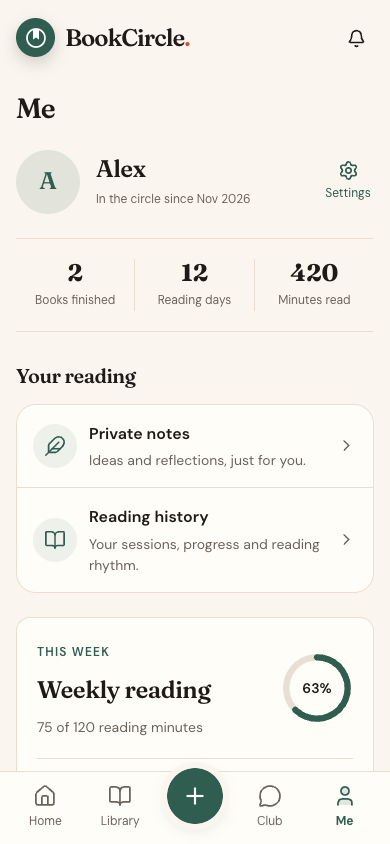 BookCircle.
Me
A
Alex
In the circle since Nov 2026
Settings
2
Books finished
12
Reading days
420
Minutes read
Your reading
Private notes
Ideas and reflections, just for you.
Reading history
Your sessions, progress and reading
rhythm.
THIS WEEK
Weekly reading
63%
75 of 120 reading minutes
Home
Library
Club
Me